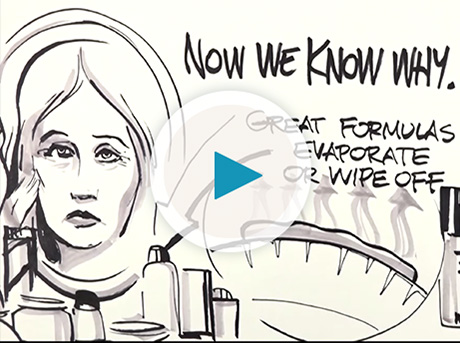 NOW WE KNOW WHY.
GREAT FORMULAS
EVAPORATE
OR WIPE OFF